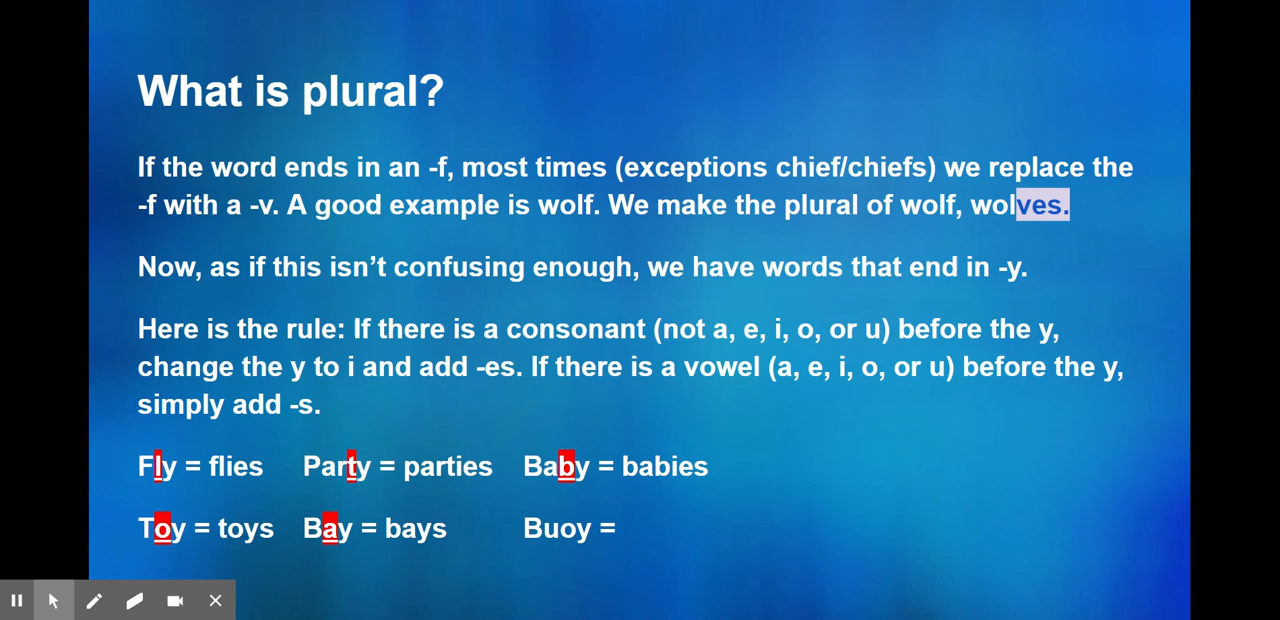 What is plural?
If the word ends in an -f, most times (exceptions chief/chiefs) we replace the
-f with a -v. A good example is wolf. We make the plural of wolf, wolves.
Now, as if this isn’t confusing enough, we have words that end in -y.
Here is the rule: If there is a consonant (not a, e, i, o, or u) before the y,
change the y to i and add -es. If there is a vowel (a, e, i, o, or u) before the y,
simply add -s.
Fly = flies Party = parties Baby = babies
Toy = toys Bay = bays Buoy =